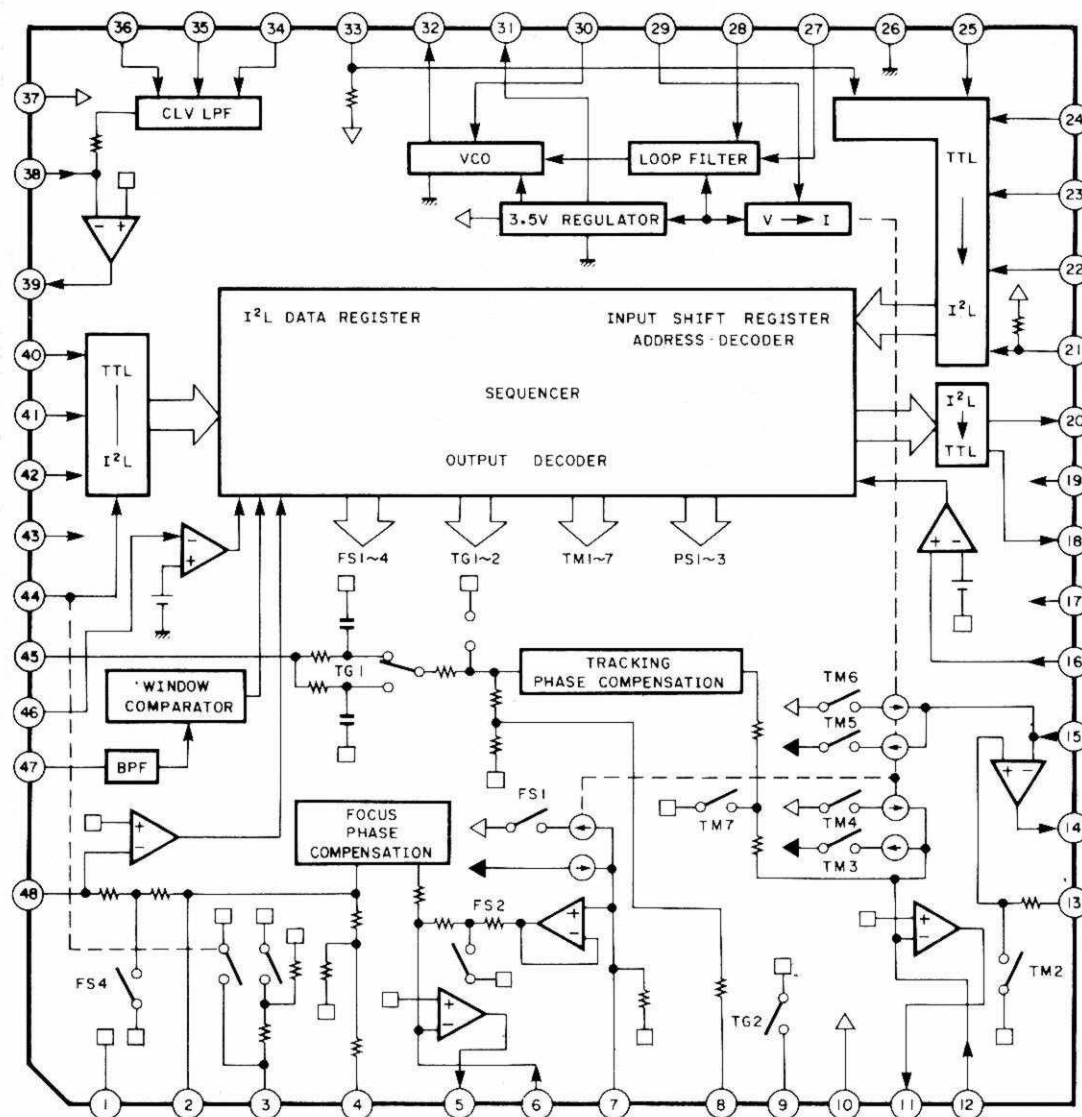 36 35 34 33 32 31 30 29 28 27 26 25
37
CLV LPF
24
TTL
VCO
LOOP FILTER
38
23
- +
3.5V REGULATOR
V → I
39
22
I²L DATA REGISTER
INPUT SHIFT REGISTER
ADDRESS-DECODER
I²L
40
21
TTL
41
SEQUENCER
I²L
20
I²L
TTL
42
OUTPUT DECODER
19
43
-
+
+ -
18
FS1~4
TG1~2
TM1~7
PS1~3
44
17
45
16
TG1
TRACKING
PHASE COMPENSATION
WINDOW
COMPARATOR
TM6
46
TM5
15
47
BPF
+ -
FS1
TM7
TM4
14
FOCUS
PHASE
COMPENSATION
+
-
TM3
48
13
FS2
+
-
+
-
FS4
TM2
+
-
TG2
1 2 3 4 5 6 7 8 9 10 11 12